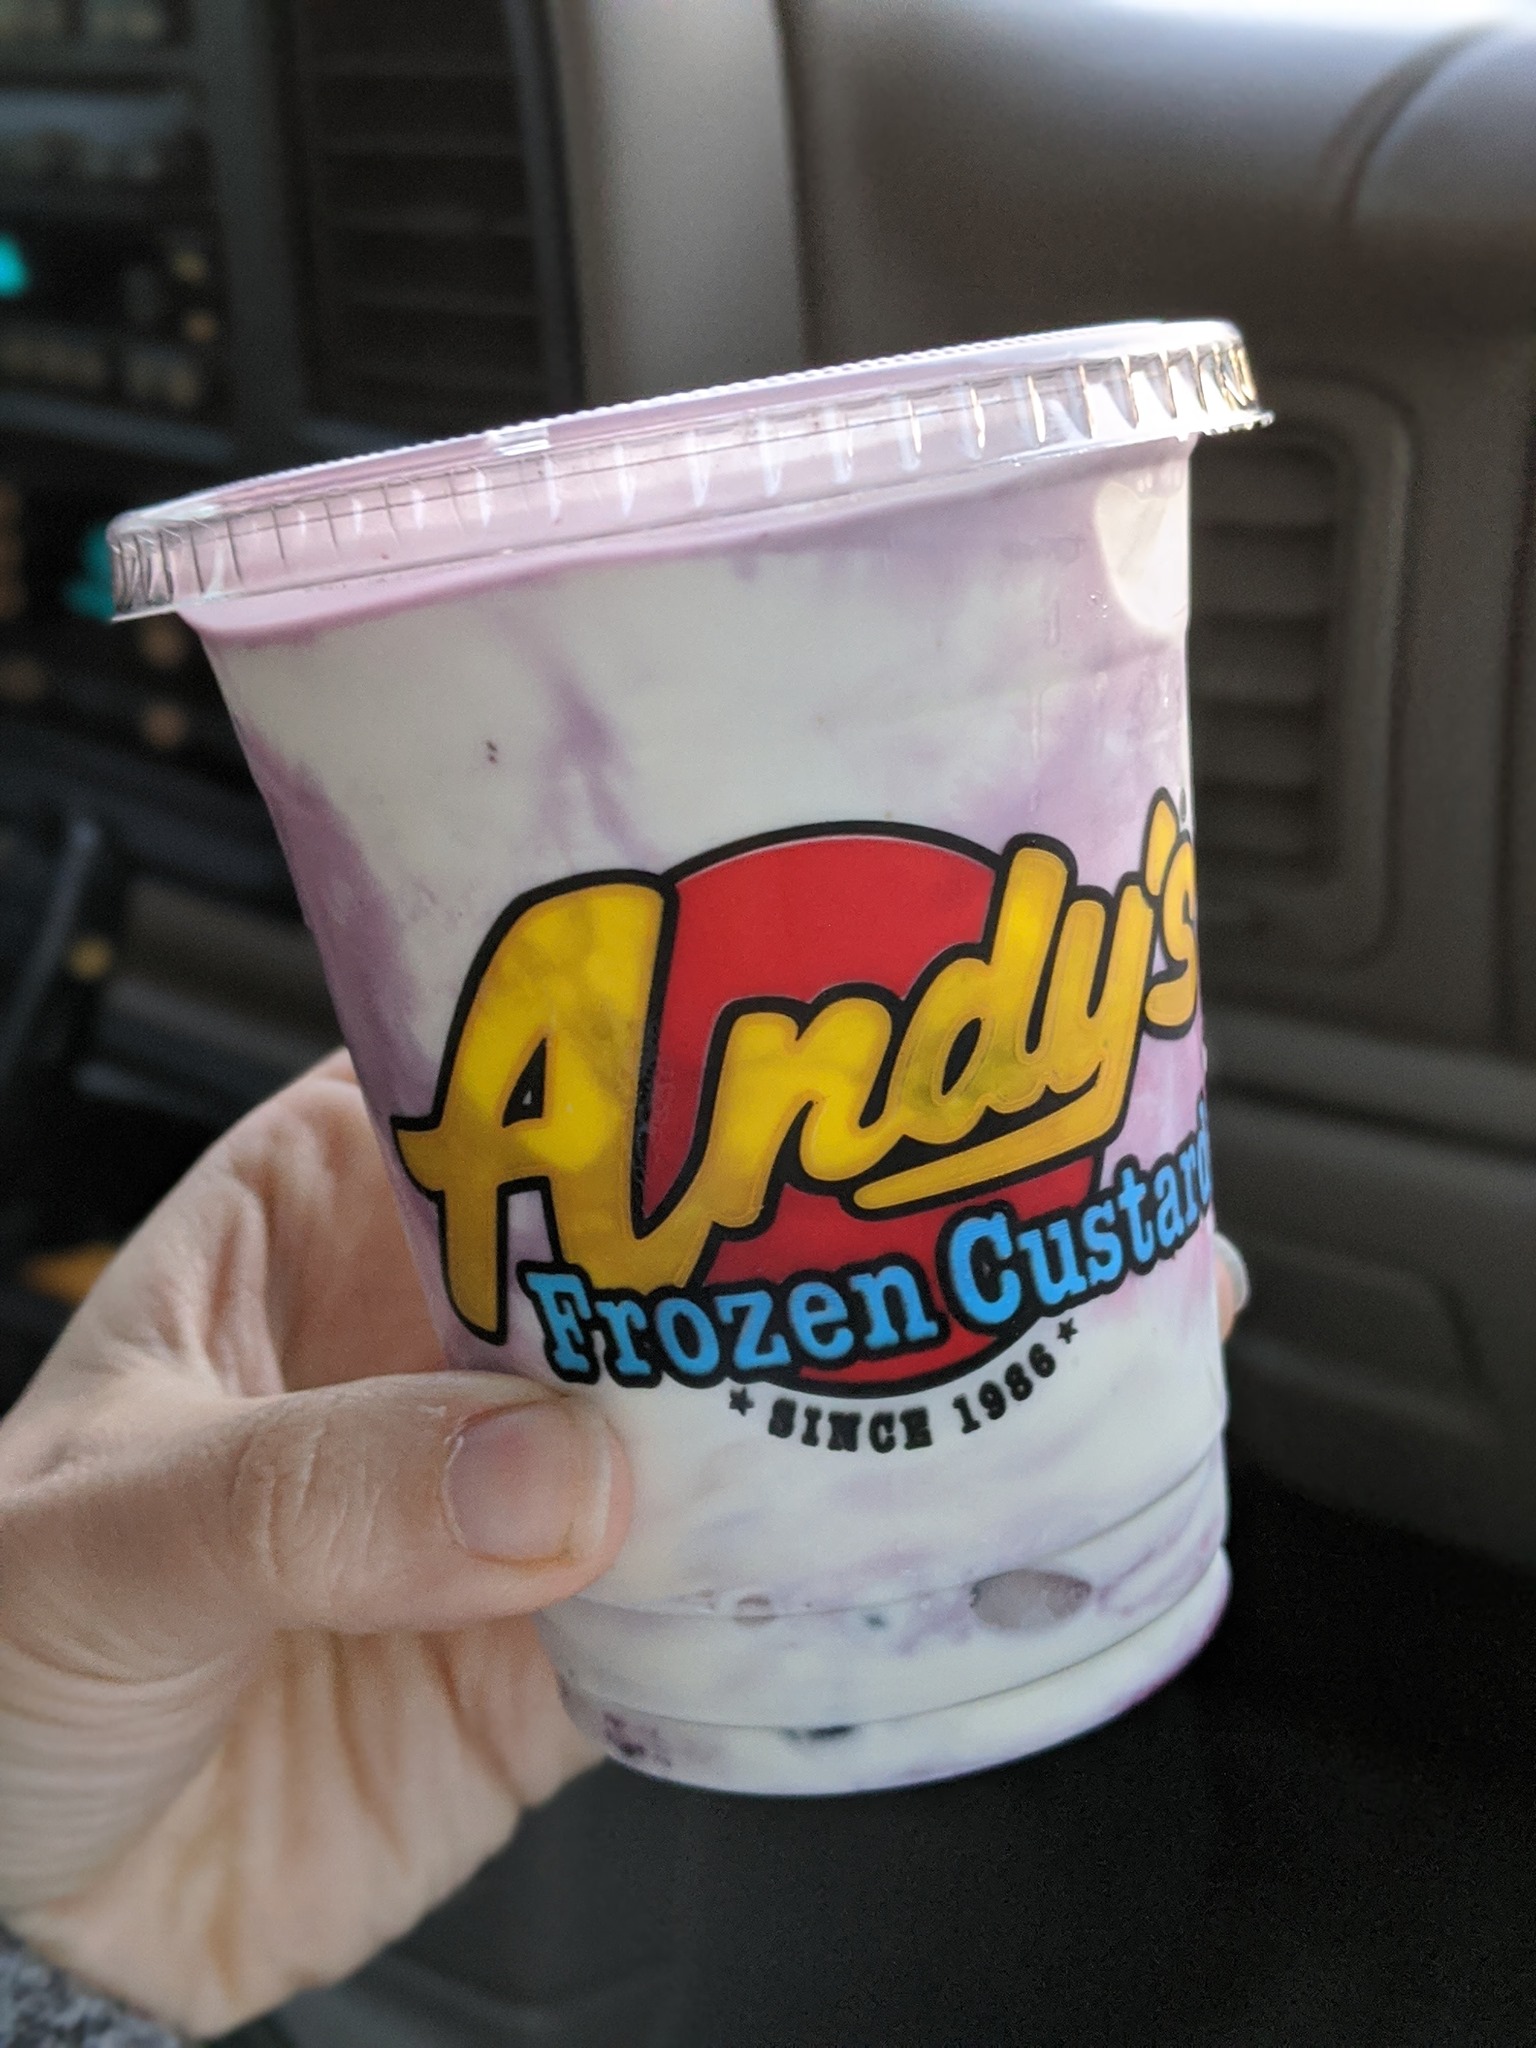 Andy's
Frozen Custard
★ SINCE 1986 ★